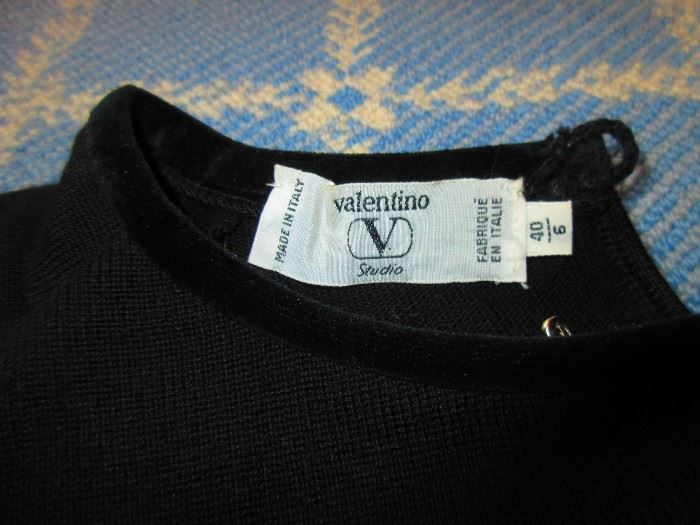 MADE IN ITALY
valentino
V
Studio
FABRIQUÉ
EN ITALIE
40
6